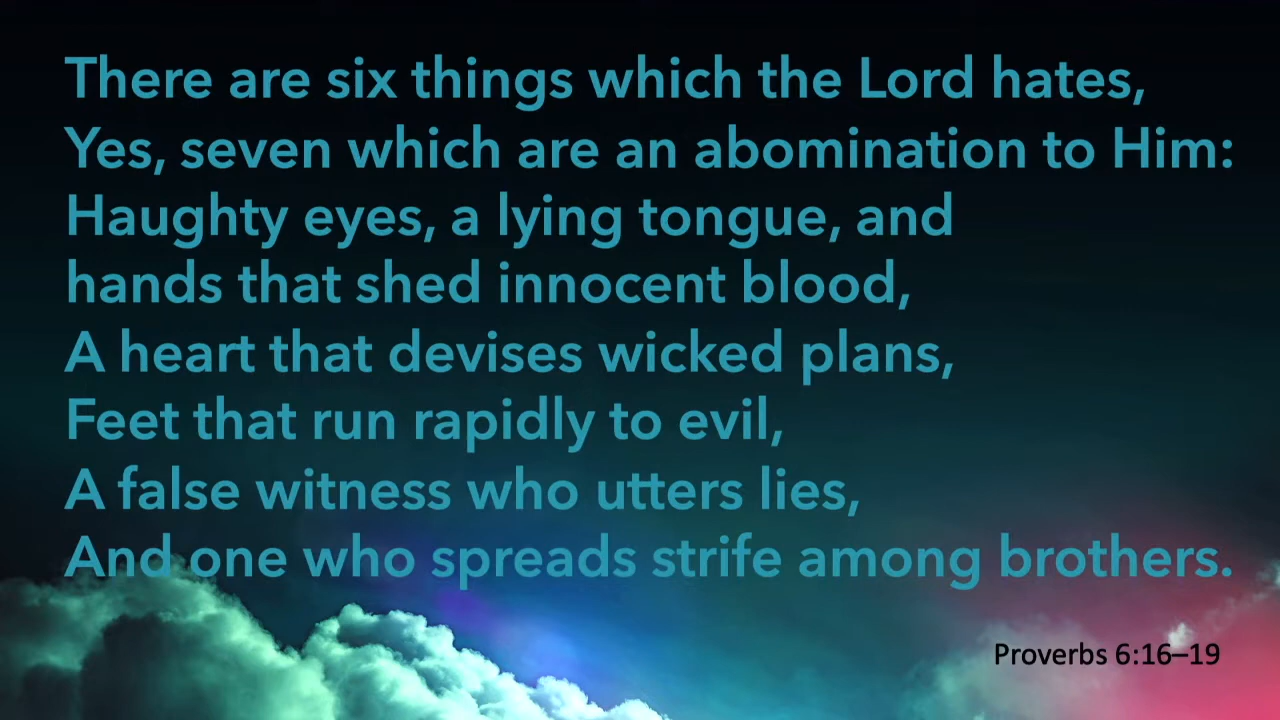 There are six things which the Lord hates,
Yes, seven which are an abomination to Him:
Haughty eyes, a lying tongue, and
hands that shed innocent blood,
A heart that devises wicked plans,
Feet that run rapidly to evil,
A false witness who utters lies,
And one who spreads strife among brothers.
Proverbs 6:16–19